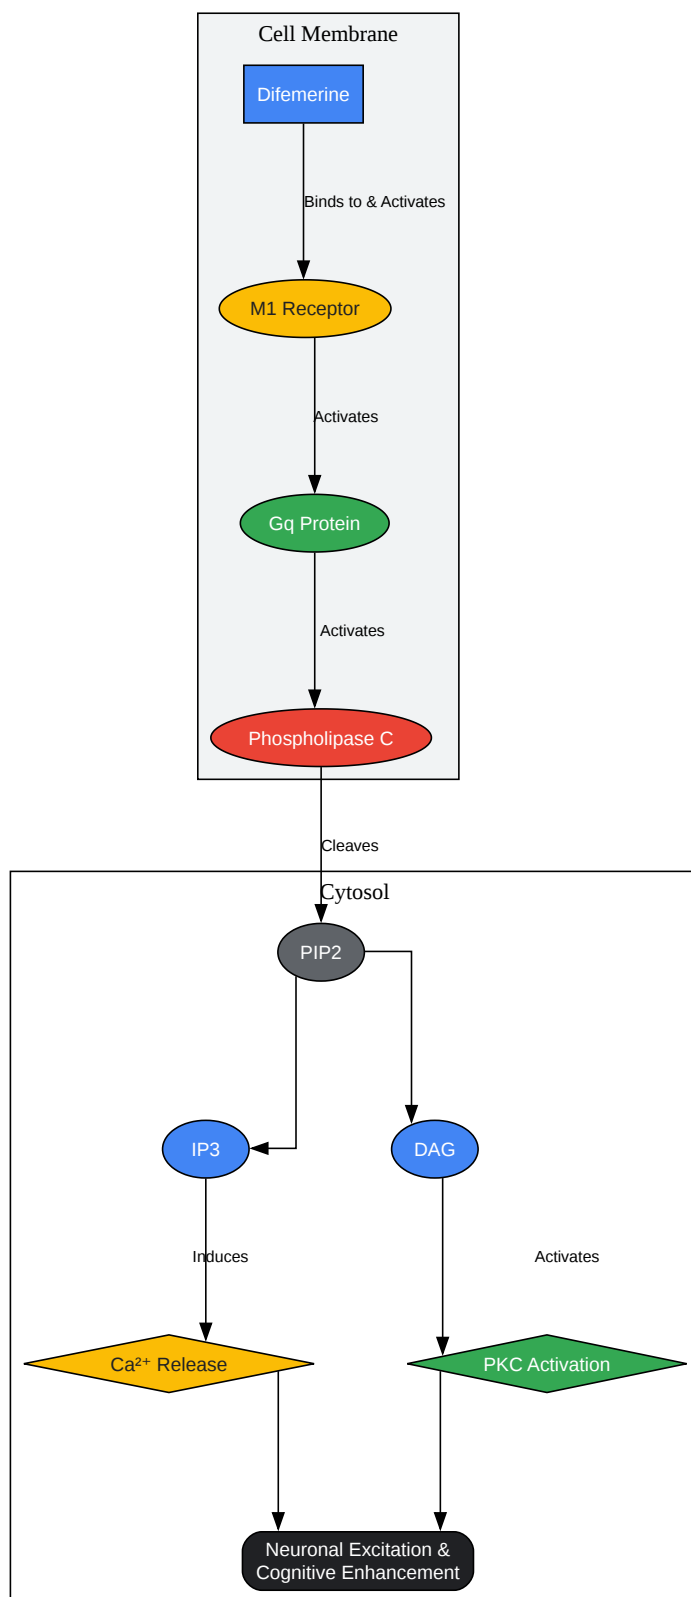 Cell Membrane
Difemerine
Binds to & Activates
M1 Receptor
Activates
Gq Protein
Activates
Phospholipase C
Cleaves
Cytosol
PIP2
IP3
DAG
Induces
Activates
Ca²⁺ Release
PKC Activation
Neuronal Excitation &
Cognitive Enhancement